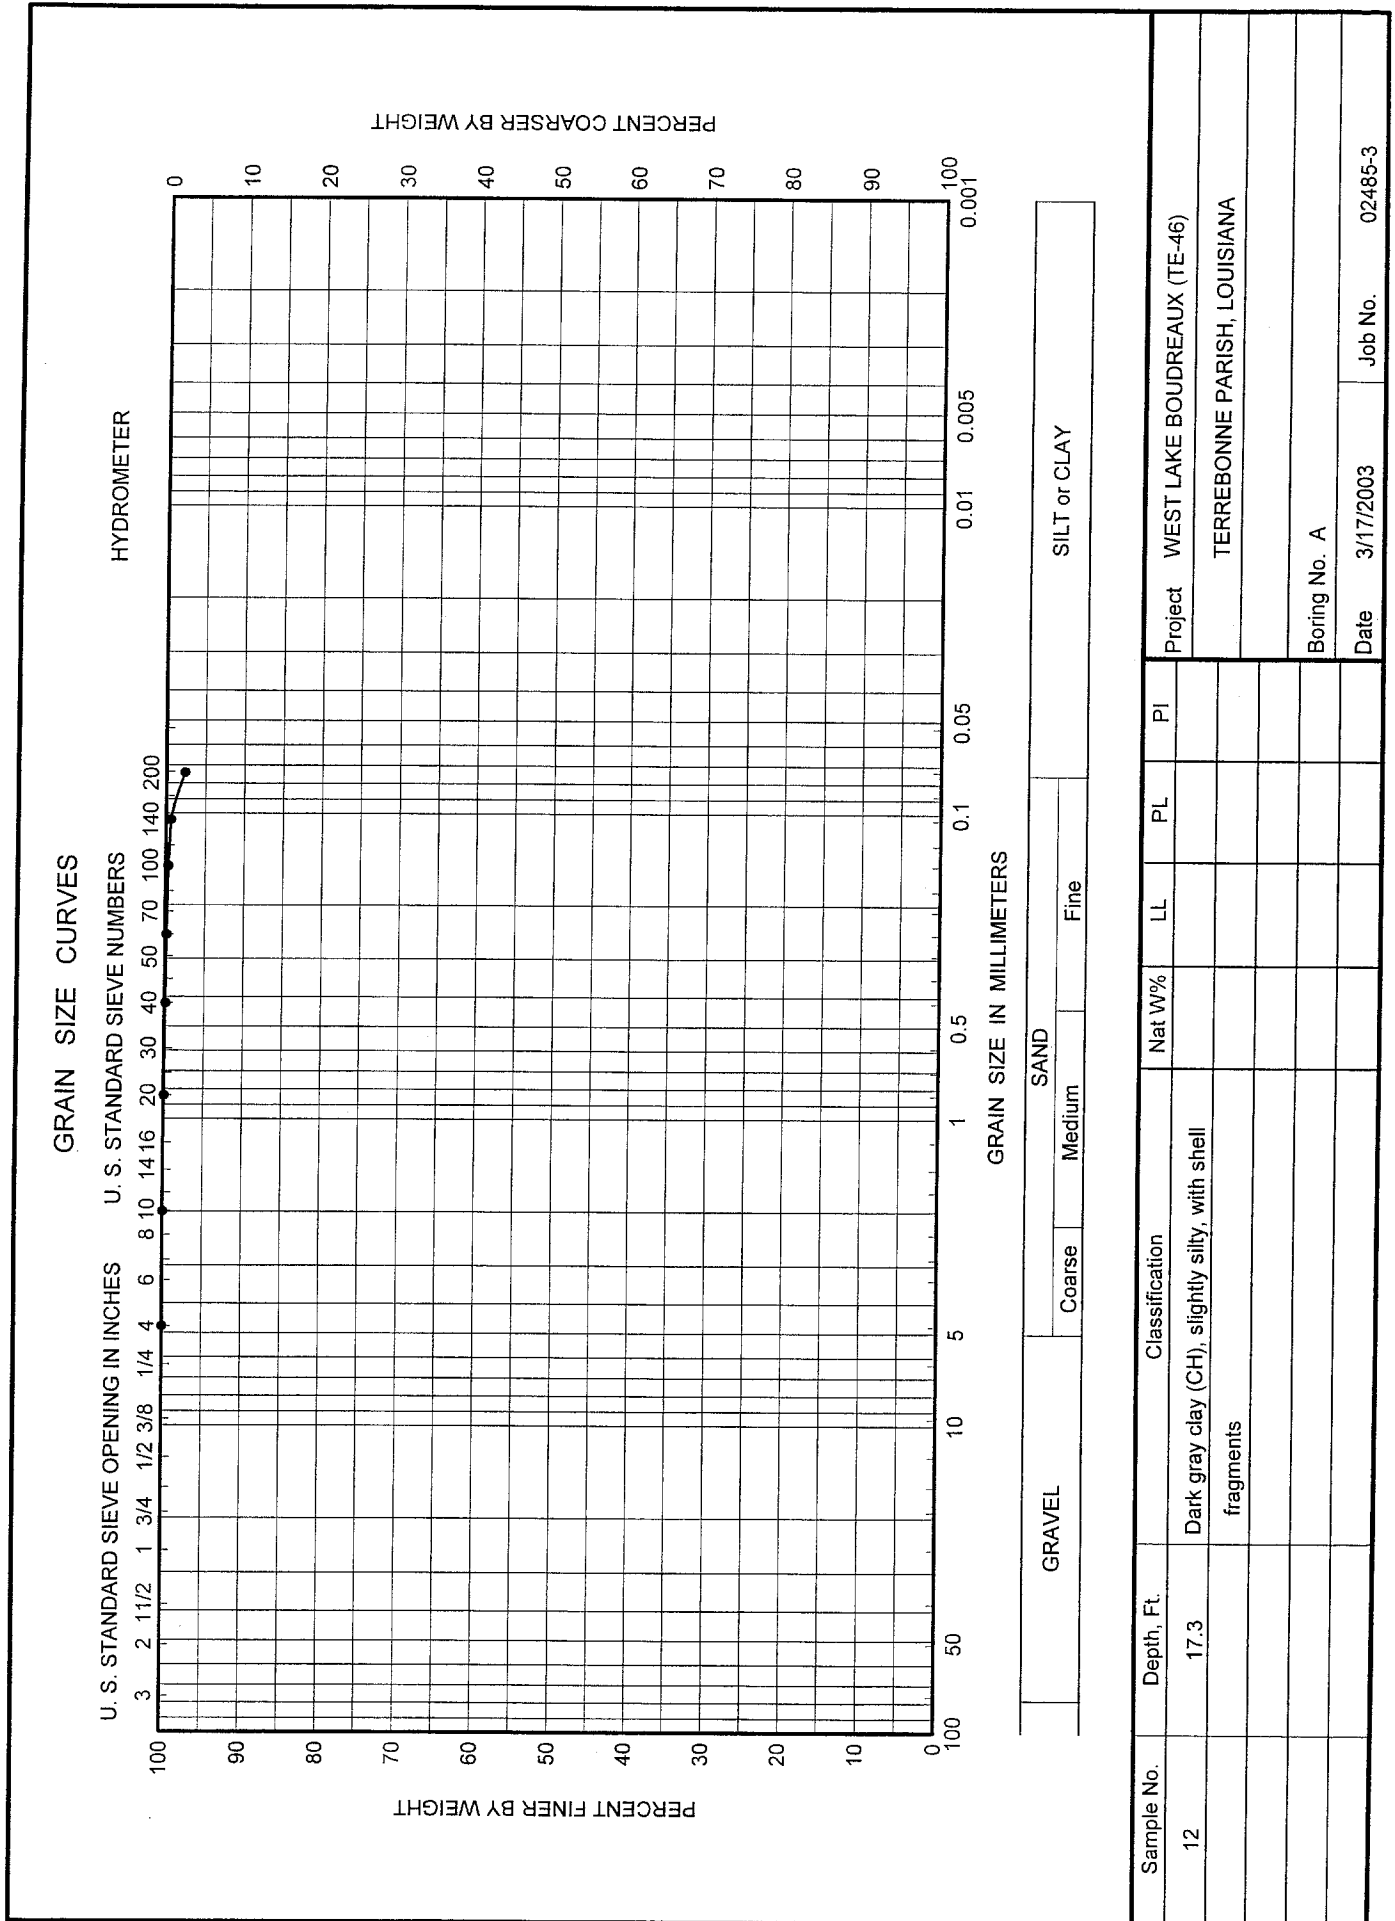 GRAIN SIZE CURVES
U. S. STANDARD SIEVE OPENING IN INCHES U. S. STANDARD SIEVE NUMBERS HYDROMETER
3 2 1 1/2 1 3/4 1/2 3/8 1/4 4 6 8 10 14 16 20 30 40 50 70 100 140 200
PERCENT FINER BY WEIGHT
100
90
80
70
60
50
40
30
20
10
0
PERCENT COARSER BY WEIGHT
0
10
20
30
40
50
60
70
80
90
100
100 50 10 5 1 0.5 0.1 0.05 0.01 0.005 0.001
GRAIN SIZE IN MILLIMETERS
GRAVEL SAND SILT or CLAY
Coarse Medium Fine
Sample No. Depth, Ft. Classification Nat W% LL PL PI
12 17.3 Dark gray clay (CH), slightly silty, with shell
fragments
Project WEST LAKE BOUDREAUX (TE-46)
TERREBONNE PARISH, LOUISIANA
Boring No. A
Date 3/17/2003 Job No. 02485-3